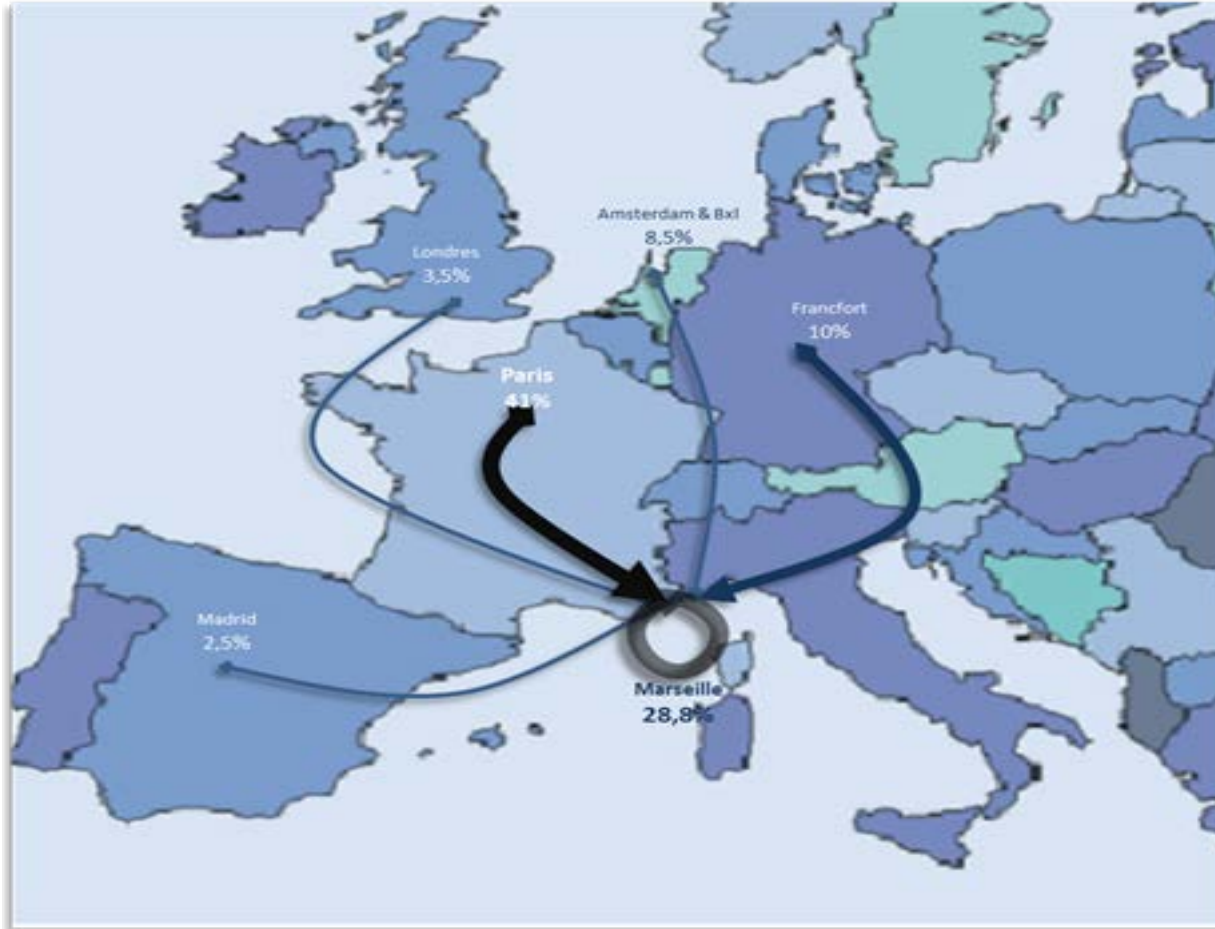 Amsterdam & Bxl
8,5%
Londres
3,5%
Francfort
10%
Paris
41%
Madrid
2,5%
Marseille
28,8%